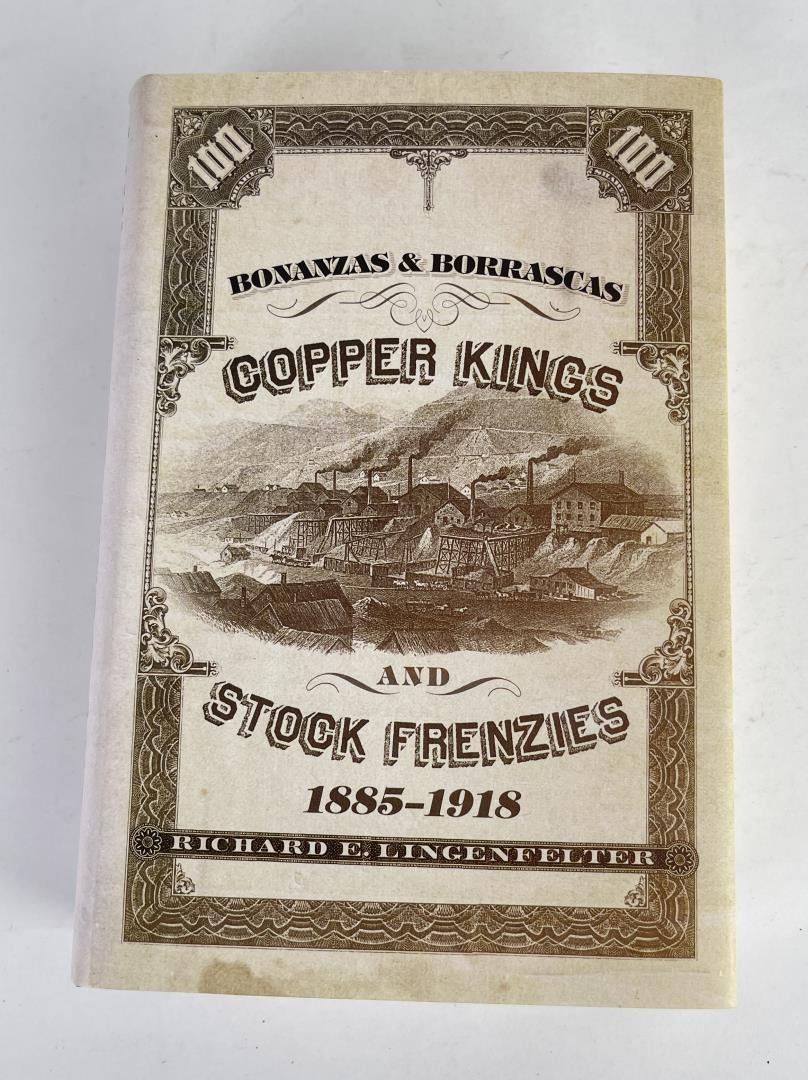 100 100
BONANZAS & BORRASCAS
COPPER KINGS
AND
STOCK FRENZIES
1885–1918
RICHARD E. LINGENFELTER